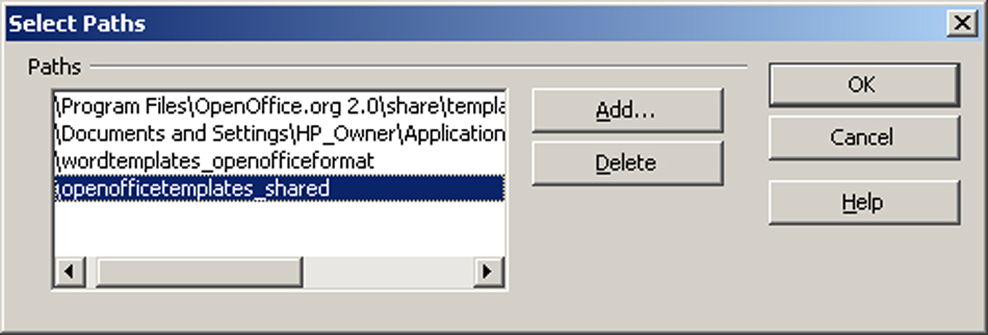 Select Paths
Paths
\Program Files\OpenOffice.org 2.0\share\templa
\Documents and Settings\HP_Owner\Application
\wordtemplates_openofficeformat
\openofficetemplates_shared
Add...
Delete
OK
Cancel
Help